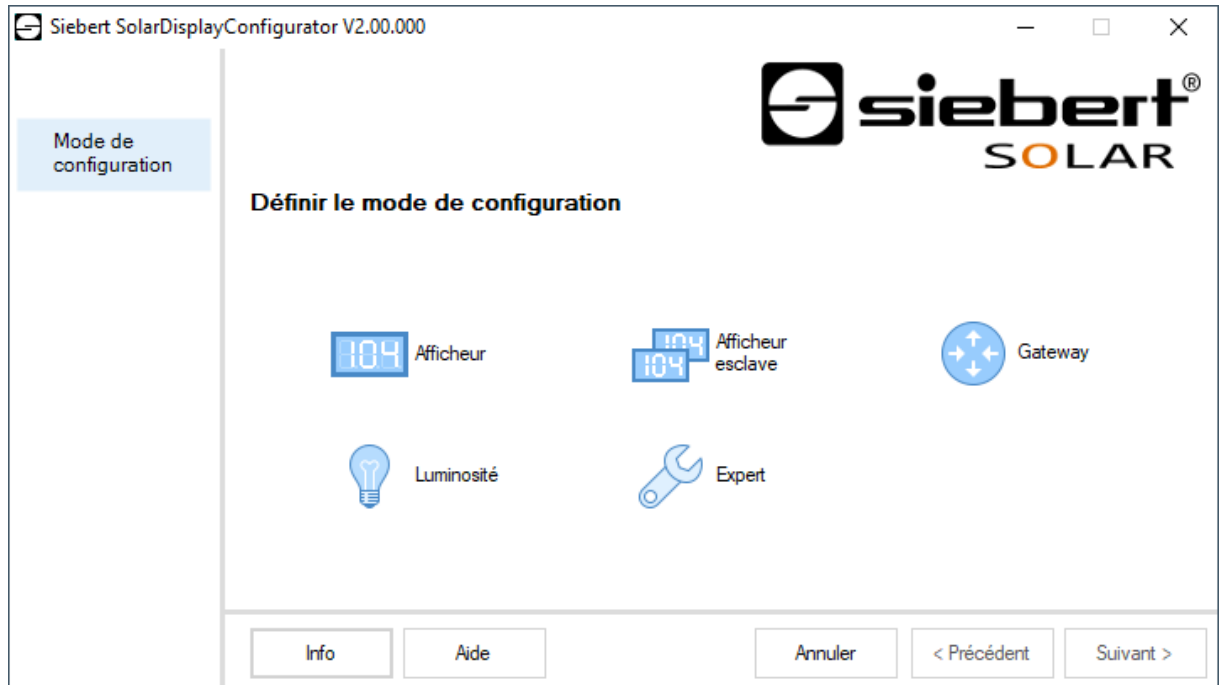 Siebert SolarDisplayConfigurator V2.00.000
siebert®
SOLAR
Mode de
configuration
Définir le mode de configuration
104 Afficheur
104
104
Afficheur
esclave
Gateway
Luminosité
Expert
Info
Aide
Annuler
< Précédent
Suivant >